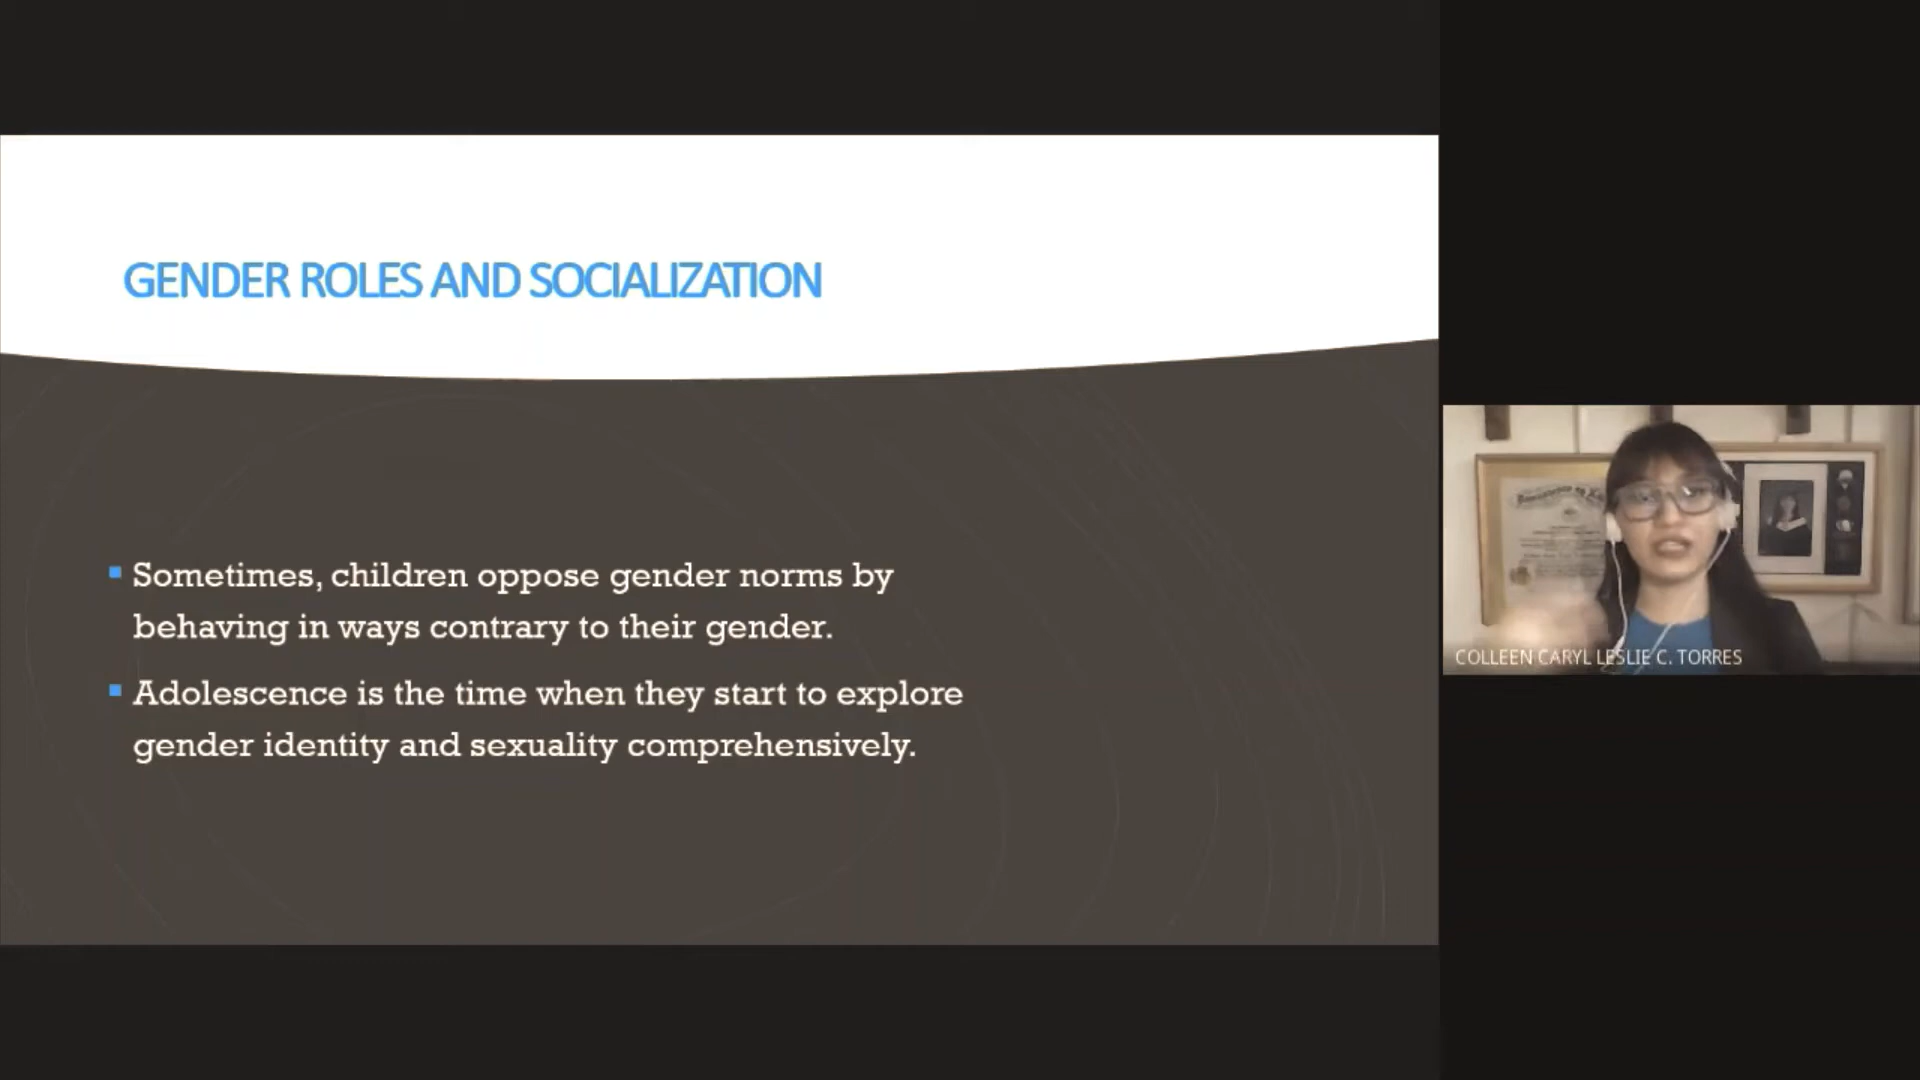 GENDER ROLES AND SOCIALIZATION
Sometimes, children oppose gender norms by
behaving in ways contrary to their gender.
Adolescence is the time when they start to explore
gender identity and sexuality comprehensively.
COLLEEN CARYL LESLIE C. TORRES